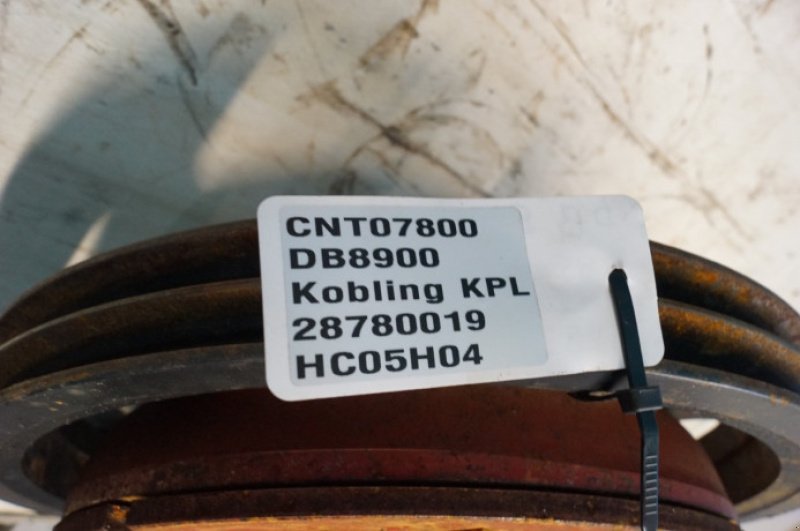 CNT07800
DB8900
Kobling KPL
28780019
HC05H04